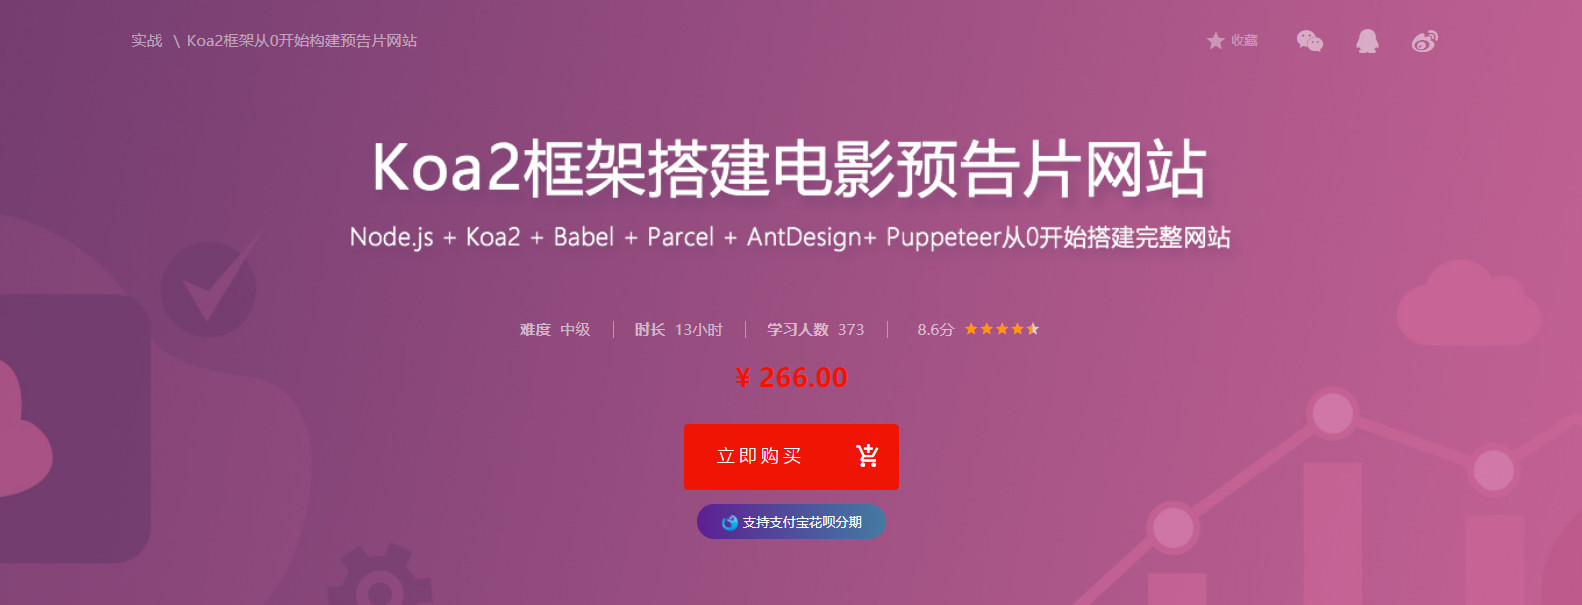 实战 \ Koa2框架从0开始构建预告片网站
收藏
Koa2框架搭建电影预告片网站
Node.js + Koa2 + Babel + Parcel + AntDesign+ Puppeteer从0开始搭建完整网站
难度 中级 时长 13小时 学习人数 373 8.6分
¥ 266.00
立即购买
支持支付宝花呗分期